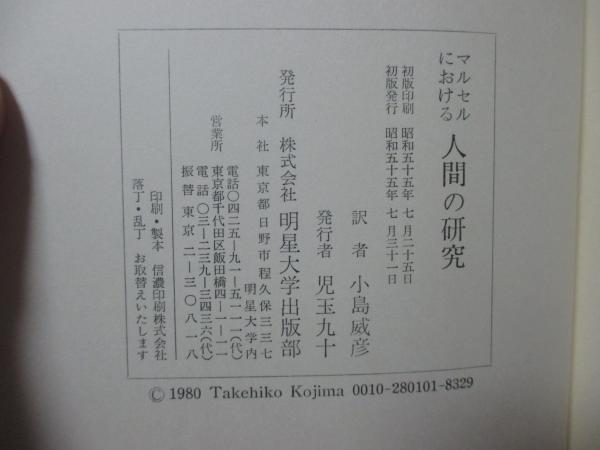 マルセルにおける 人間の研究
初版印刷 昭和五十五年 七月二十五日
初版発行 昭和五十五年 七月三十一日
訳者 小島威彦
発行者 児玉九十
発行所 株式会社 明星大学出版部
本社 東京都日野市程久保三三七
明星大学内
電話〇四二五―九一―五一一一(代)
営業所 東京都千代田区飯田橋四―一―一一
電話〇三―二三九―三四三六(代)
振替東京二―三〇八一八
印刷・製本 信濃印刷株式会社
落丁・乱丁 お取替えいたします
© 1980 Takehiko Kojima 0010-280101-8329